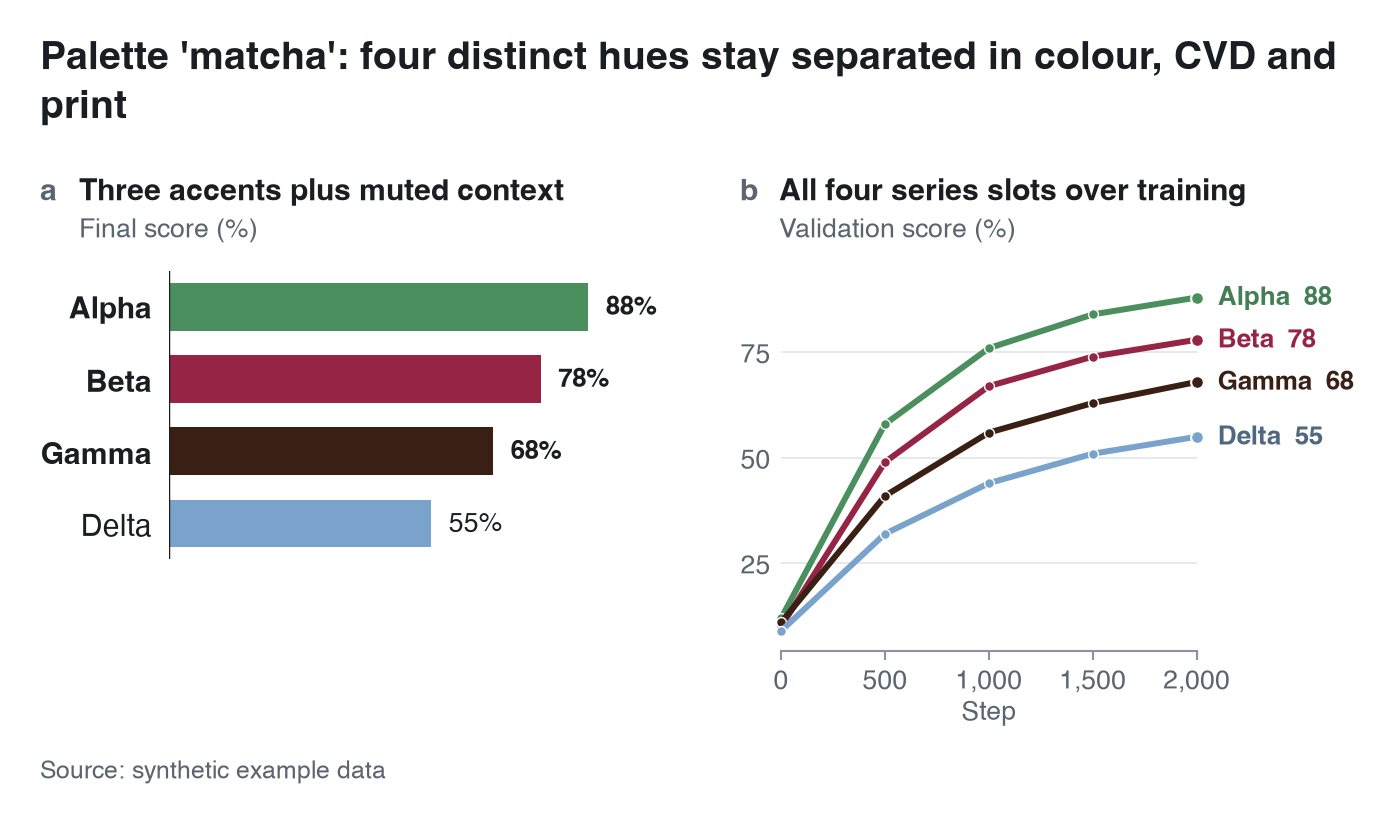 Palette 'matcha': four distinct hues stay separated in colour, CVD and
print
a Three accents plus muted context
Final score (%)
Alpha 88%
Beta 78%
Gamma 68%
Delta 55%
b All four series slots over training
Validation score (%)
75
50
25
Alpha 88
Beta 78
Gamma 68
Delta 55
0 500 1,000 1,500 2,000
Step
Source: synthetic example data